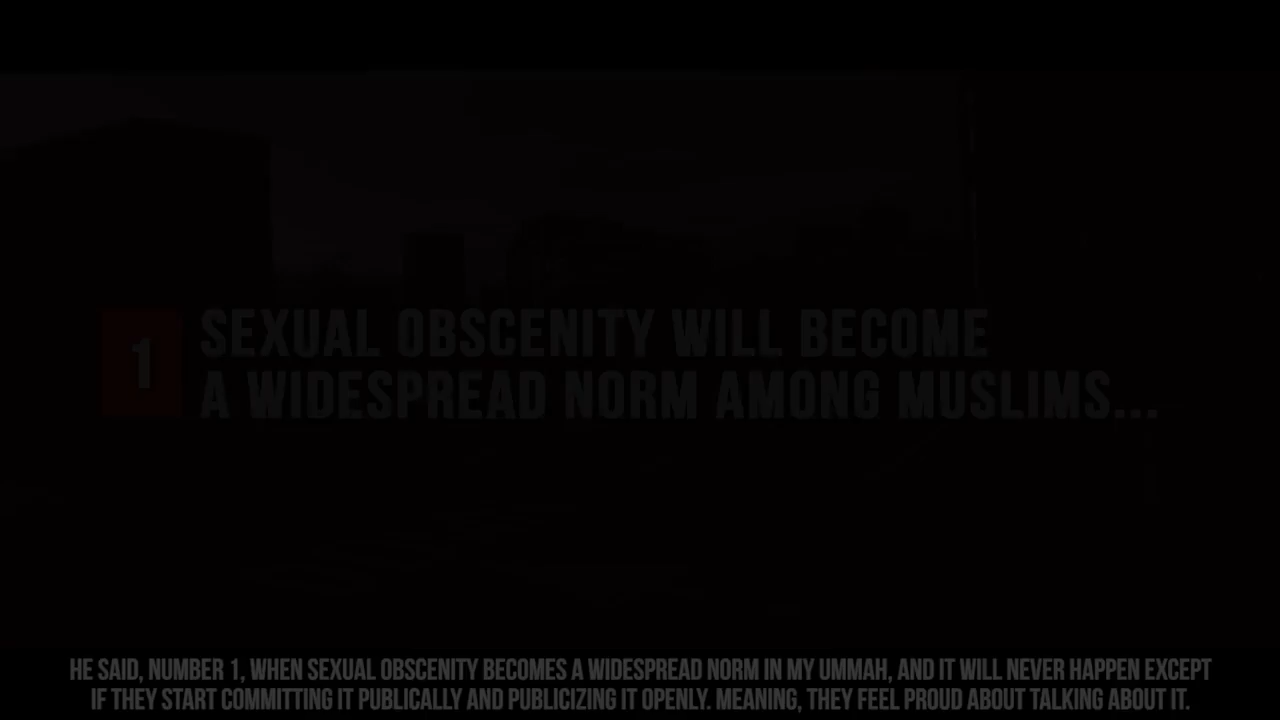 1
SEXUAL OBSCENITY WILL BECOME
A WIDESPREAD NORM AMONG MUSLIMS...
HE SAID, NUMBER 1, WHEN SEXUAL OBSCENITY BECOMES A WIDESPREAD NORM IN MY UMMAH, AND IT WILL NEVER HAPPEN EXCEPT
IF THEY START COMMITTING IT PUBLICALLY AND PUBLICIZING IT OPENLY. MEANING, THEY FEEL PROUD ABOUT TALKING ABOUT IT.